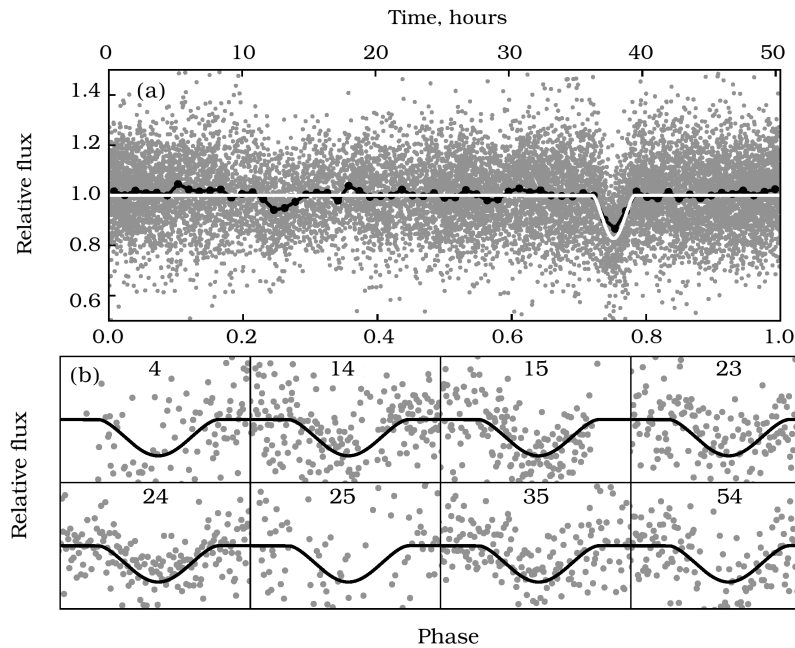 Time, hours
0 10 20 30 40 50
(a)
1.4
1.2
1.0
0.8
0.6
Relative flux
0.0 0.2 0.4 0.6 0.8 1.0
(b) 4 14 15 23
24 25 35 54
Relative flux
Phase